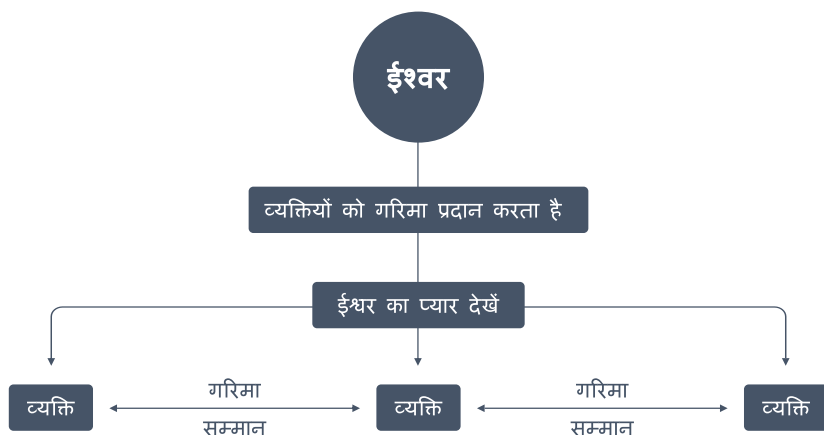 ईश्वर
व्यक्तियों को गरिमा प्रदान करता है
ईश्वर का प्यार देखें
गरिमा
गरिमा
व्यक्ति
व्यक्ति
व्यक्ति
सम्मान
सम्मान